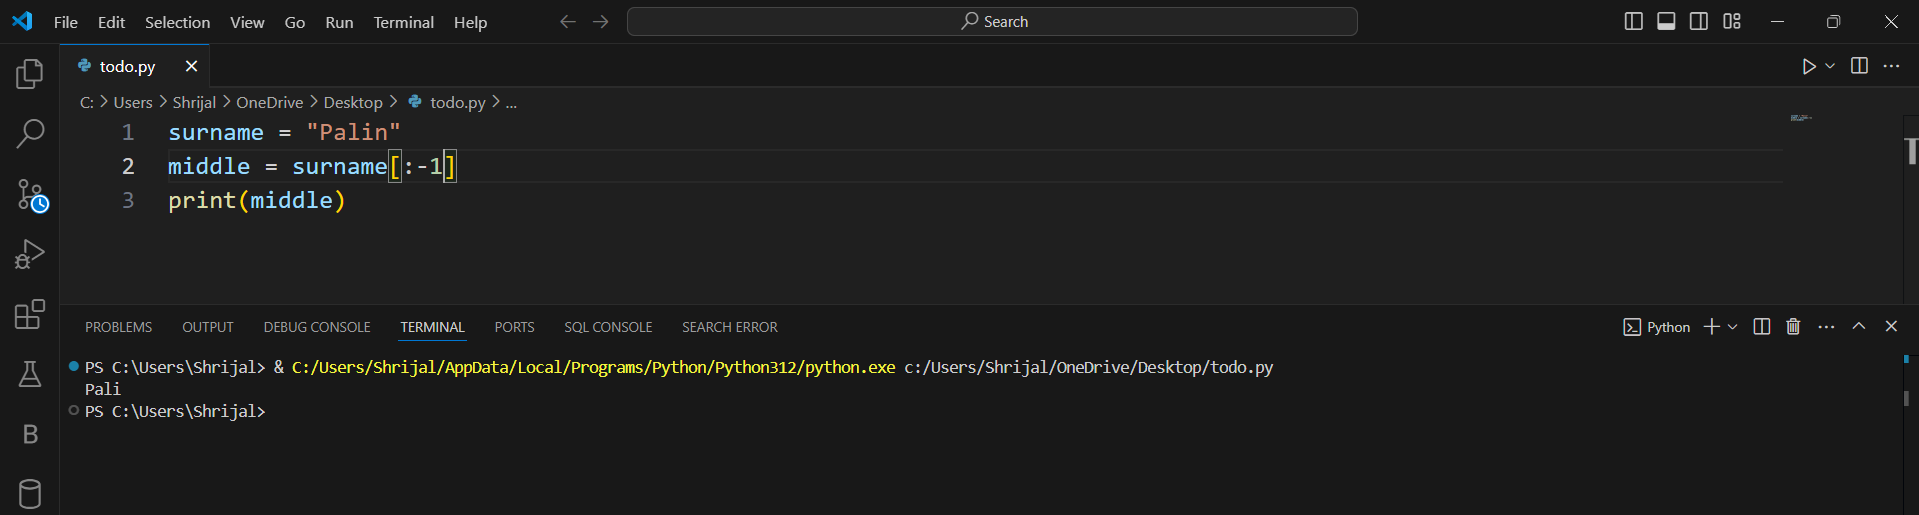 File Edit Selection View Go Run Terminal Help Search
todo.py
C: > Users > Shrijal > OneDrive > Desktop > todo.py > ...
1 surname = "Palin"
2 middle = surname[:-1]
3 print(middle)
PROBLEMS OUTPUT DEBUG CONSOLE TERMINAL PORTS SQL CONSOLE SEARCH ERROR Python
PS C:\Users\Shrijal> & C:/Users/Shrijal/AppData/Local/Programs/Python/Python312/python.exe c:/Users/Shrijal/OneDrive/Desktop/todo.py
Pali
PS C:\Users\Shrijal>
B